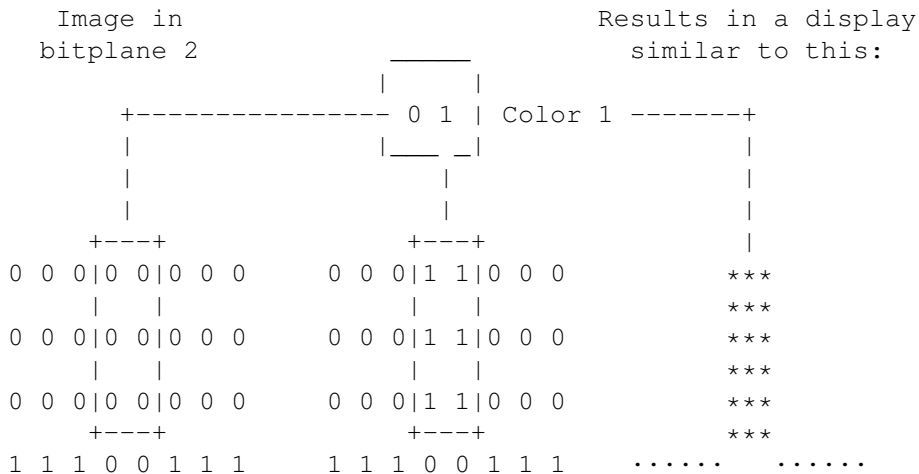 Image in                          Results in a display
     bitplane 2            _____          similar to this:
                          |     |
         +---------------- 0 1 | Color 1 -------+
         |                |___ _|                |
         |                    |                  |
         |                    |                  |
       +---+                +---+                |
0 0 0|0 0|0 0 0     0 0 0|1 1|0 0 0          ***
     |   |               |   |               ***
0 0 0|0 0|0 0 0     0 0 0|1 1|0 0 0          ***
     |   |               |   |               ***
0 0 0|0 0|0 0 0     0 0 0|1 1|0 0 0          ***
     +---+               +---+               ***
1 1 1 0 0 1 1 1     1 1 1 0 0 1 1 1    ......   ......